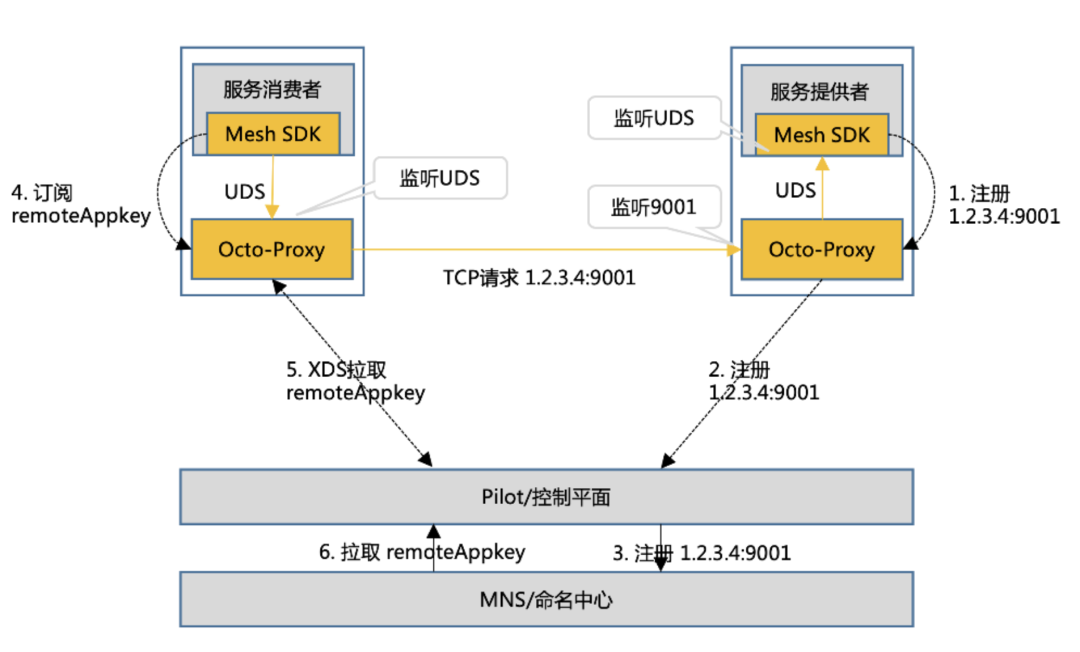 服务消费者
Mesh SDK
服务提供者
Mesh SDK
监听UDS
监听UDS
4. 订阅
remoteAppkey
UDS
UDS
1. 注册
1.2.3.4:9001
监听9001
Octo-Proxy
Octo-Proxy
TCP请求 1.2.3.4:9001
5. XDS拉取
remoteAppkey
2. 注册
1.2.3.4:9001
Pilot/控制平面
6. 拉取 remoteAppkey
3. 注册 1.2.3.4:9001
MNS/命名中心